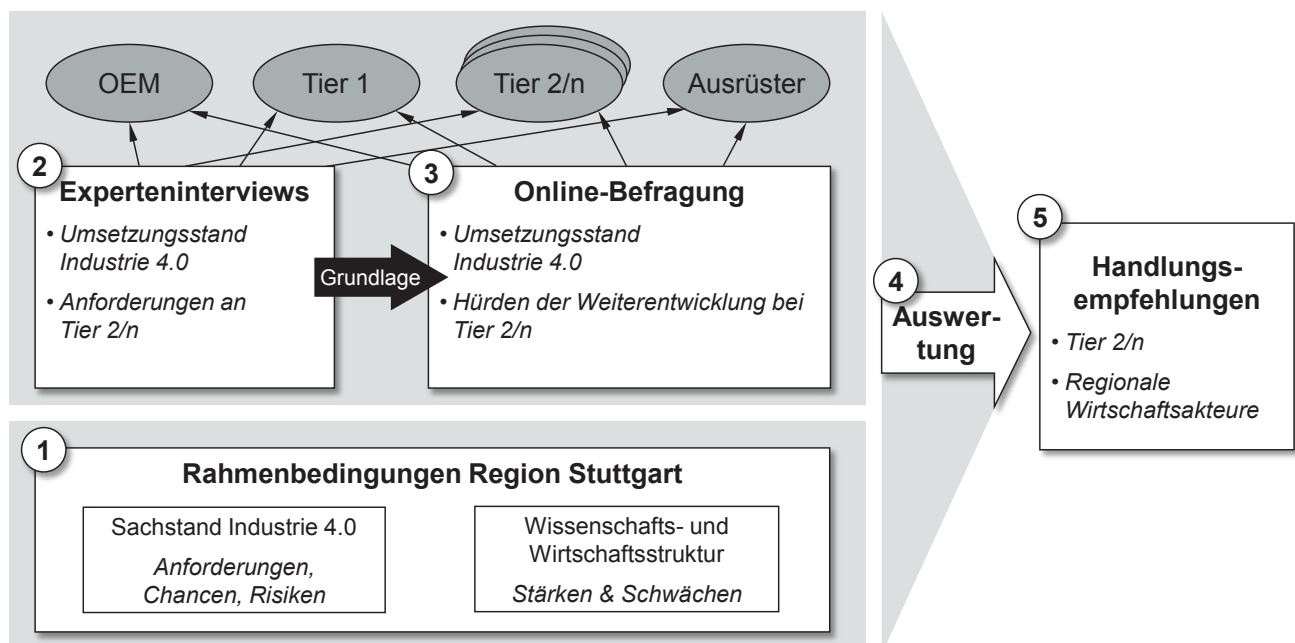 OEM
Tier 1
Tier 2/n
Ausrüster
2
Experteninterviews
• Umsetzungsstand
Industrie 4.0
• Anforderungen an
Tier 2/n
Grundlage
3
Online-Befragung
• Umsetzungsstand
Industrie 4.0
• Hürden der Weiterentwicklung bei
Tier 2/n
1
Rahmenbedingungen Region Stuttgart
Sachstand Industrie 4.0
Anforderungen,
Chancen, Risiken
Wissenschafts- und
Wirtschaftsstruktur
Stärken & Schwächen
4
Auswer-
tung
5
Handlungs-
empfehlungen
• Tier 2/n
• Regionale
Wirtschaftsakteure